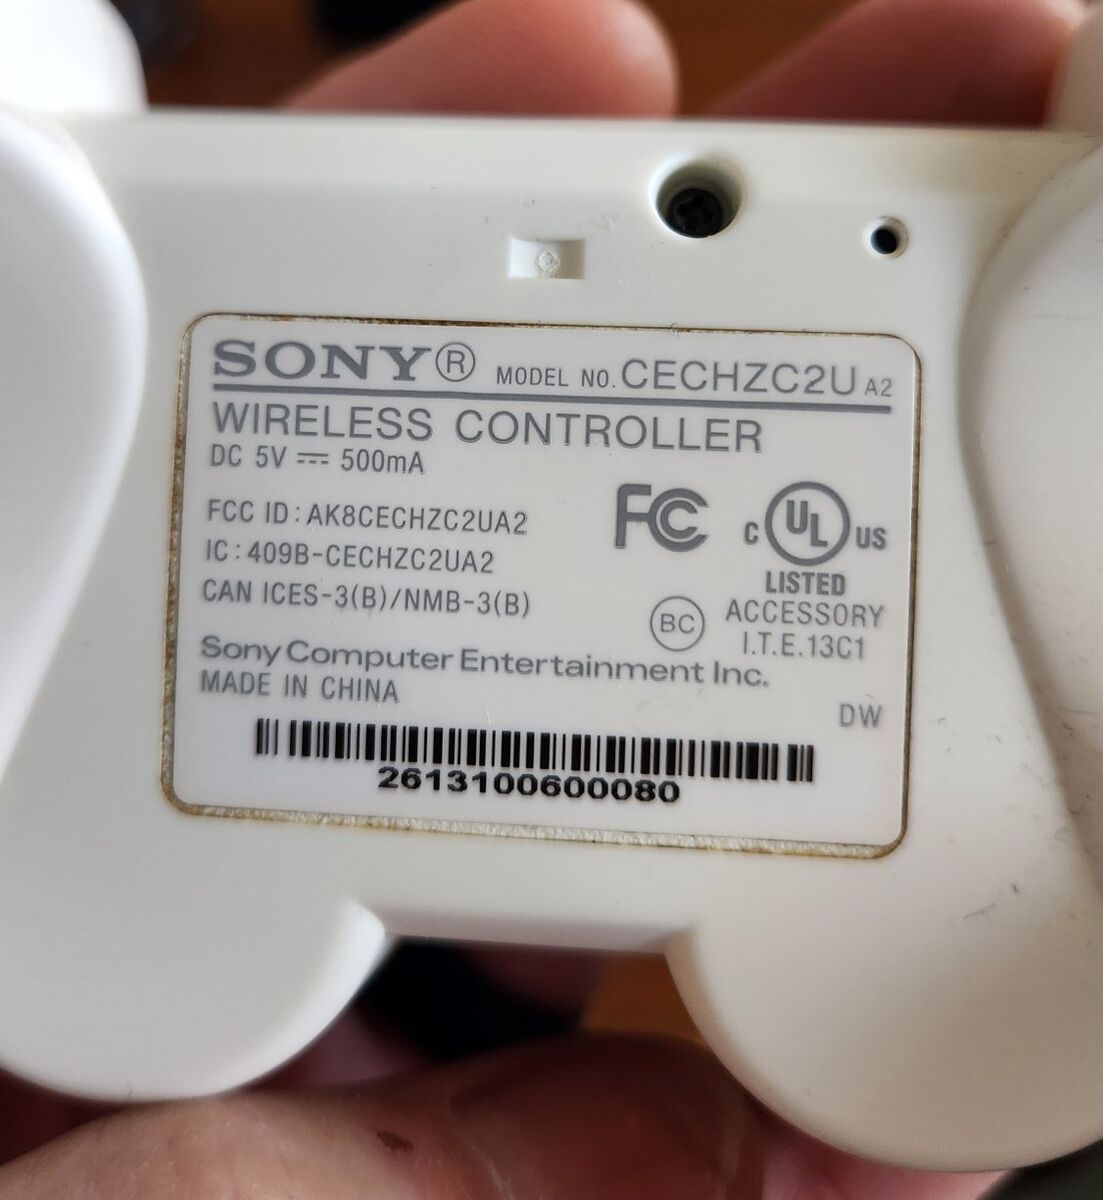 SONY® MODEL NO. CECHZC2U A2
WIRELESS CONTROLLER
DC 5V ⎓ 500mA
FCC ID : AK8CECHZC2UA2
IC : 409B-CECHZC2UA2
CAN ICES-3(B)/NMB-3(B)
FC
C UL US
LISTED
BC ACCESSORY
I.T.E.13C1
Sony Computer Entertainment Inc.
MADE IN CHINA
DW
2613100600080